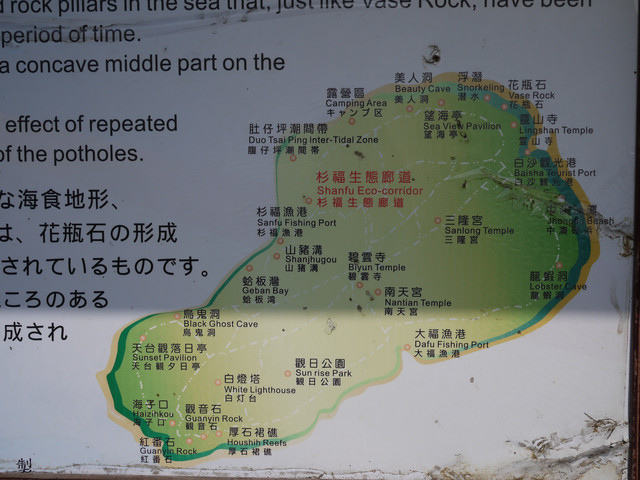 d rock pillars in the sea that, just like Vase Rock, have been
period of time.
a concave middle part on the
effect of repeated
of the potholes.
な海食地形、
は、花瓶石の形成
されているものです。
ころのある
成され
製
美人洞
Beauty Cave
美人洞
浮潛
Snorkeling
潜水
花瓶石
Vase Rock
花瓶石
露營區
Camping Area
キャンプ区
望海亭
Sea View Pavilion
望海亭
靈山寺
Lingshan Temple
霊山寺
肚仔坪潮間帶
Duo Tsai Ping Inter-Tidal Zone
腹仔坪潮間帯
白沙觀光港
Baisha Tourist Port
白沙観光港
杉福生態廊道
Shanfu Eco-corridor
杉福生態廊道
杉福漁港
Sanfu Fishing Port
杉福漁港
三隆宮
Sanlong Temple
三隆宮
Beach
山豬溝
Shanjhugou
山猪溝
碧雲寺
Biyun Temple
碧雲寺
蛤板灣
Geban Bay
蛤板湾
龍蝦洞
Lobster Cave
龍蝦洞
南天宮
Nantian Temple
南天宮
烏鬼洞
Black Ghost Cave
烏鬼洞
大福漁港
Dafu Fishing Port
大福漁港
天台觀落日亭
Sunset Pavilion
天台観夕日亭
觀日公園
Sun rise Park
観日公園
白燈塔
White Lighthouse
白灯台
海子口
Haizihkou
海子口
觀音石
Guanyin Rock
観音石
厚石裙礁
Houshih Reefs
厚石裙礁
紅番石
Guanyin Rock
紅番石